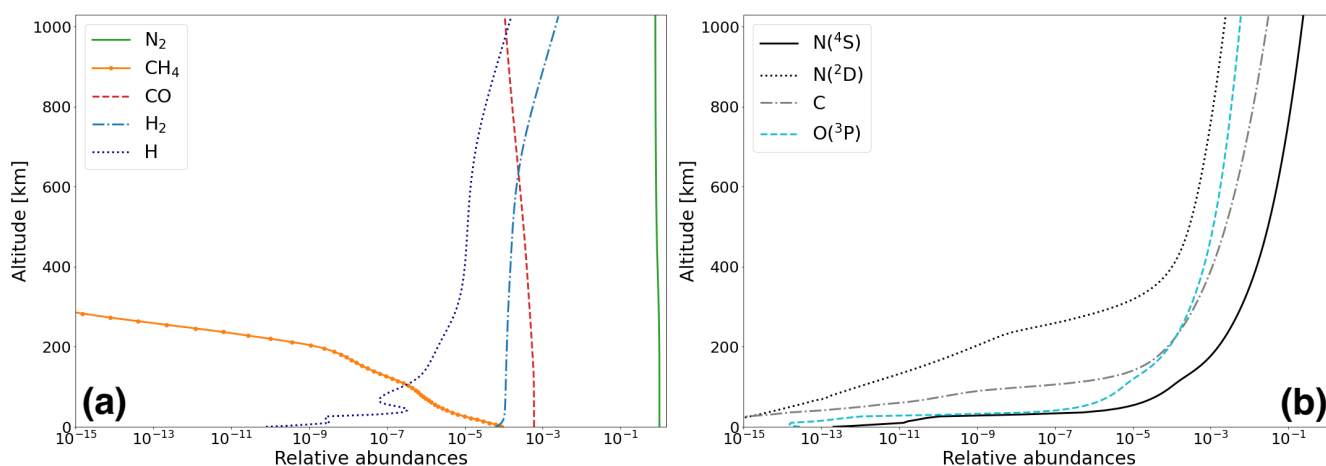 1000
800
600
400
200
0
Altitude [km]
N₂
CH₄
CO
H₂
H
(a)
10⁻¹⁵ 10⁻¹³ 10⁻¹¹ 10⁻⁹ 10⁻⁷ 10⁻⁵ 10⁻³ 10⁻¹
Relative abundances
1000
800
600
400
200
0
Altitude [km]
N(⁴S)
N(²D)
C
O(³P)
(b)
10⁻¹⁵ 10⁻¹³ 10⁻¹¹ 10⁻⁹ 10⁻⁷ 10⁻⁵ 10⁻³ 10⁻¹
Relative abundances